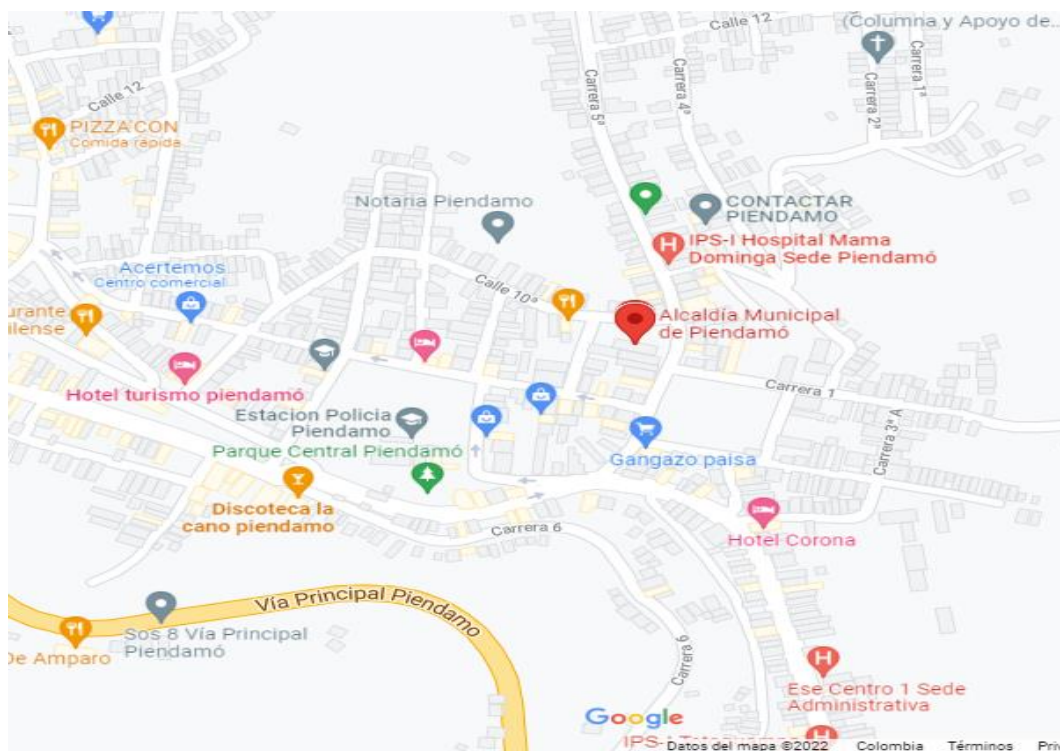 Calle 12
(Columna y Apoyo de...
Calle 12
Carrera 5ª
Carrera 4ª
Carrera 1ª
Carrera 2ª
PIZZA CON
Comida rápida
Notaria Piendamo
CONTACTAR
PIENDAMO
IPS-I Hospital Mama
Dominga Sede Piendamó
Acertemos
Centro comercial
Calle 10ª
urante
ilense
Alcaldía Municipal
de Piendamó
Hotel turismo piendamó
Carrera 1
Carrera 3ª A
Estacion Policia
Piendamo
Parque Central Piendamó
Gangazo paisa
Discoteca la
cano piendamo
Carrera 6
Hotel Corona
Vía Principal Piendamo
Sos 8 Vía Principal
Piendamó
De Amparo
Carrera 6ª
Ese Centro 1 Sede
Administrativa
Google
IPS-I
Datos del mapa ©2022 Colombia Términos Pri